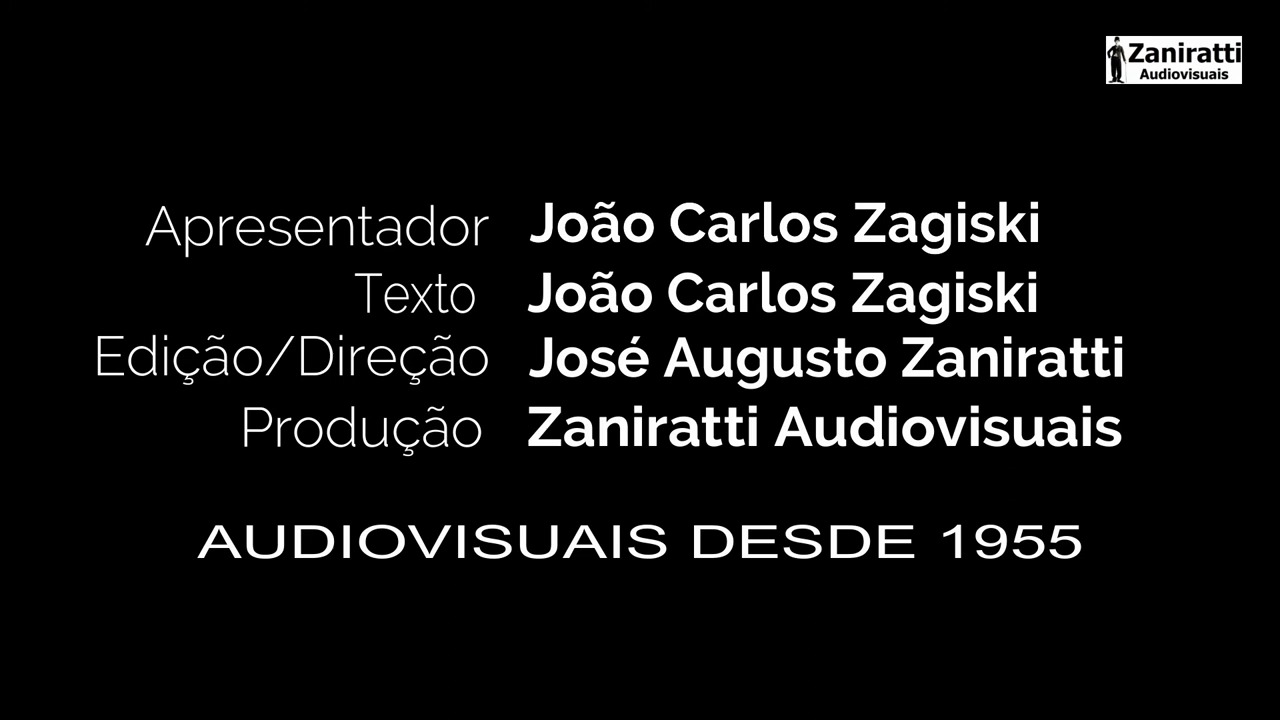 Zaniratti
Audiovisuais
Apresentador João Carlos Zagiski
Texto João Carlos Zagiski
Edição/Direção José Augusto Zaniratti
Produção Zaniratti Audiovisuais
AUDIOVISUAIS DESDE 1955